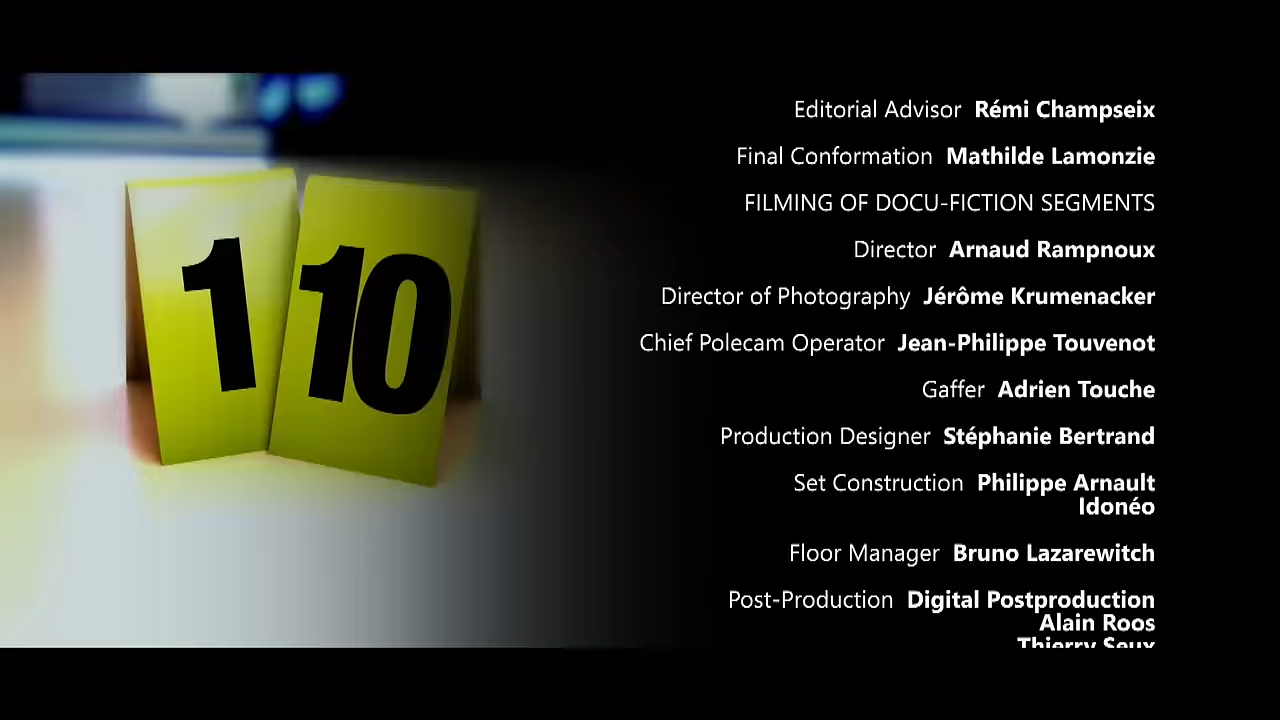 1
10
Editorial Advisor Rémi Champseix
Final Conformation Mathilde Lamonzie
FILMING OF DOCU-FICTION SEGMENTS
Director Arnaud Rampnoux
Director of Photography Jérôme Krumenacker
Chief Polecam Operator Jean-Philippe Touvenot
Gaffer Adrien Touche
Production Designer Stéphanie Bertrand
Set Construction Philippe Arnault
Idonéo
Floor Manager Bruno Lazarewitch
Post-Production Digital Postproduction
Alain Roos
Thierry Seux